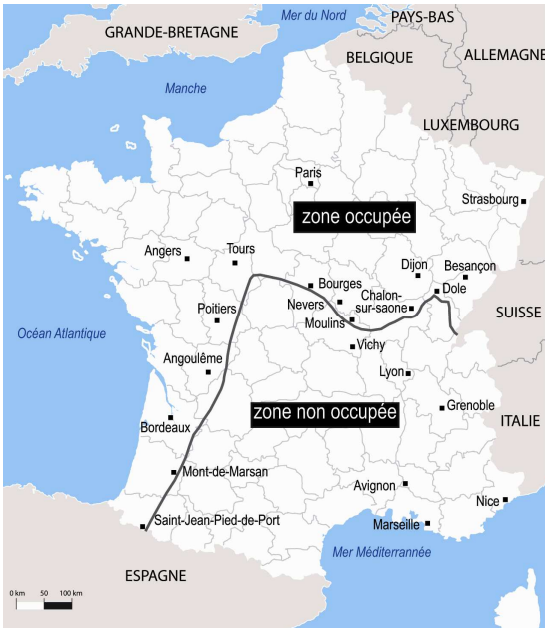 Mer du Nord
PAYS-BAS
GRANDE-BRETAGNE
BELGIQUE
ALLEMAGNE
Manche
LUXEMBOURG
Paris
Strasbourg
zone occupée
Angers
Tours
Dijon
Besançon
Bourges
Dole
Nevers
Chalon-
sur-saone
Poitiers
Moulins
SUISSE
Océan Atlantique
Vichy
Angoulême
Lyon
zone non occupée
Grenoble
ITALIE
Bordeaux
Mont-de-Marsan
Avignon
Nice
Saint-Jean-Pied-de-Port
Marseille
Mer Méditerrannée
ESPAGNE
0 km 50 100 km